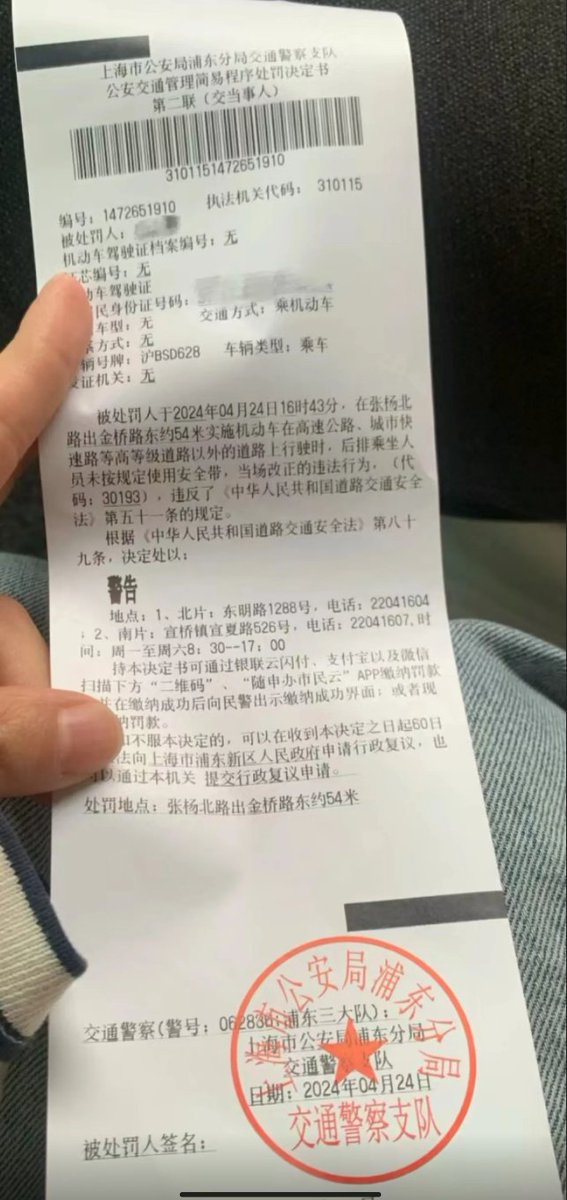 上海市公安局浦东分局交通警察支队
公安交通管理简易程序处罚决定书
第二联（交当事人）
3101151472651910
编号：1472651910 执法机关代码： 310115
被处罚人：
机动车驾驶证档案编号：无
证芯编号：无
动车驾驶证
民身份证号码：
车型：无 交通方式：乘机动车
系方式：无
辆号牌：沪BSD628 车辆类型：乘车
发证机关：无
被处罚人于2024年04月24日16时43分，在张杨北
路出金桥路东约54米实施机动车在高速公路、城市快
速路等高等级道路以外的道路上行驶时，后排乘坐人
员未按规定使用安全带，当场改正的违法行为，（代
码：30193），违反了《中华人民共和国道路交通安全
法》第五十一条的规定。
根据《中华人民共和国道路交通安全法》第八十
九条，决定处以：
警告
地点：1、北片：东明路1288号，电话：22041604
；2、南片：宣桥镇宣夏路526号，电话：22041607,时
间：周一至周六8：30--17：00
持本决定书可通过银联云闪付、支付宝以及微信
扫描下方“二维码”、“随申办市民云”APP缴纳罚款
并在缴纳成功后向民警出示缴纳成功界面；或者现
纳罚款。
如不服本决定的，可以在收到本决定之日起60日
法向上海市浦东新区人民政府申请行政复议，也
可以通过本机关 提交行政复议申请。
处罚地点：张杨北路出金桥路东约54米
交通警察(警号：06283 浦东三大队)：
上海市公安局浦东分局
交通警察支队
日期：2024年04月24日
上海市公安局浦东分局
交通警察支队
被处罚人签名：